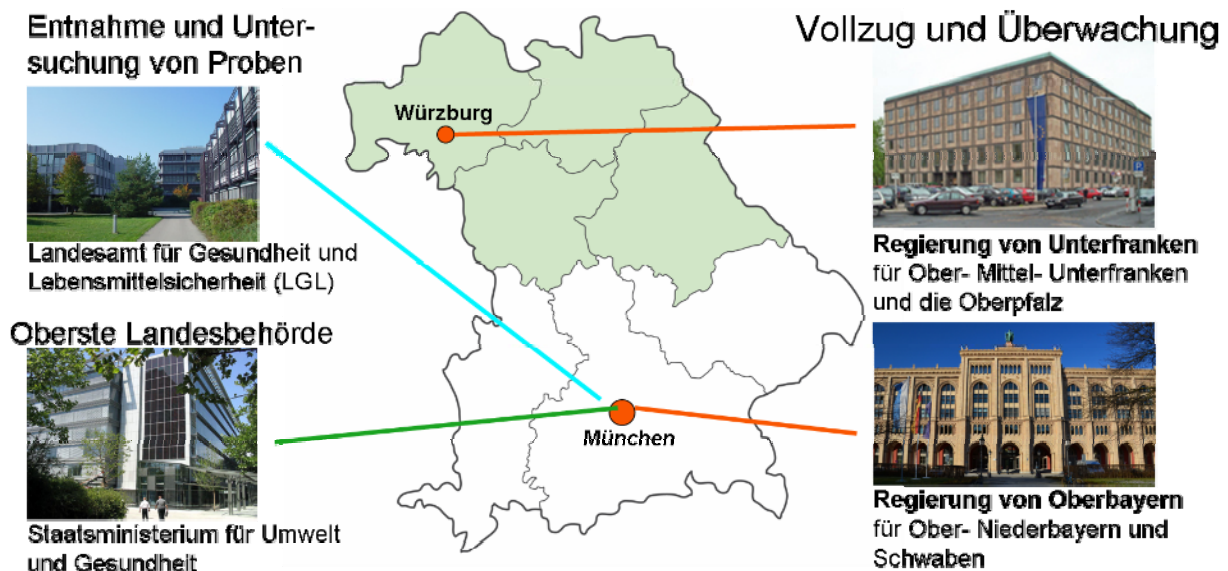 Entnahme und Unter-
suchung von Proben
Landesamt für Gesundheit und
Lebensmittelsicherheit (LGL)
Oberste Landesbehörde
Staatsministerium für Umwelt
und Gesundheit
Würzburg
München
Vollzug und Überwachung
Regierung von Unterfranken
für Ober- Mittel- Unterfranken
und die Oberpfalz
Regierung von Oberbayern
für Ober- Niederbayern und
Schwaben